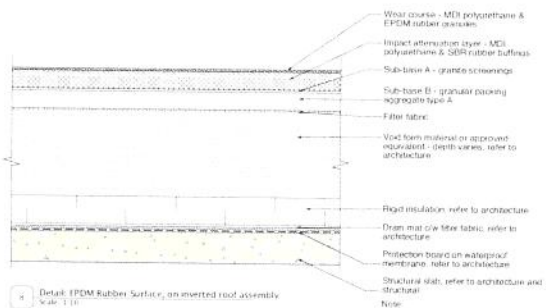 Wear course - MDI polyurethane &
EPDM rubber granules
Impact attenuation layer - MDI
polyurethane & SBR rubber buffings
Sub-base A - granite screenings
Sub-base B - granular packing
aggregate type A
Filter fabric
Void form material or approved
equivalent - depth varies, refer to
architecture
Rigid insulation, refer to architecture
Drain mat c/w filter fabric, refer to
architecture
Protection board on waterproof
membrane, refer to architecture
Structural slab, refer to architecture and
structural
Note
Detail: EPDM Rubber Surface, on inverted roof assembly
Scale: 1:10